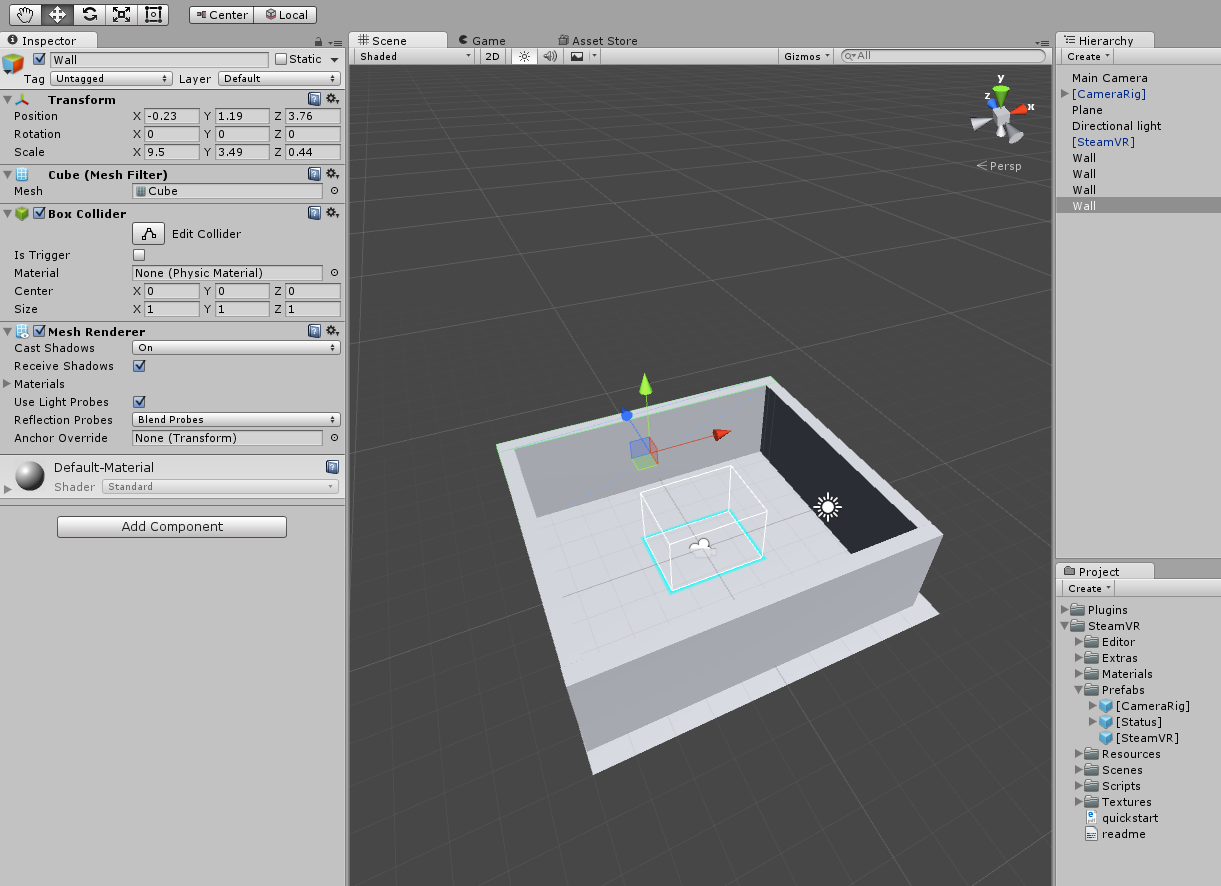 Center Local
Inspector
Wall Static
Tag Untagged Layer Default
Transform
Position X -0.23 Y 1.19 Z 3.76
Rotation X 0 Y 0 Z 0
Scale X 9.5 Y 3.49 Z 0.44
Cube (Mesh Filter)
Mesh Cube
Box Collider
Edit Collider
Is Trigger
Material None (Physic Material)
Center X 0 Y 0 Z 0
Size X 1 Y 1 Z 1
Mesh Renderer
Cast Shadows On
Receive Shadows
Materials
Use Light Probes
Reflection Probes Blend Probes
Anchor Override None (Transform)
Default-Material
Shader Standard
Add Component
Scene Game Asset Store
Shaded 2D Gizmos All
y
z x
Persp
Hierarchy
Create
Main Camera
[CameraRig]
Plane
Directional light
[SteamVR]
Wall
Wall
Wall
Wall
Project
Create
Plugins
SteamVR
Editor
Extras
Materials
Prefabs
[CameraRig]
[Status]
[SteamVR]
Resources
Scenes
Scripts
Textures
quickstart
readme